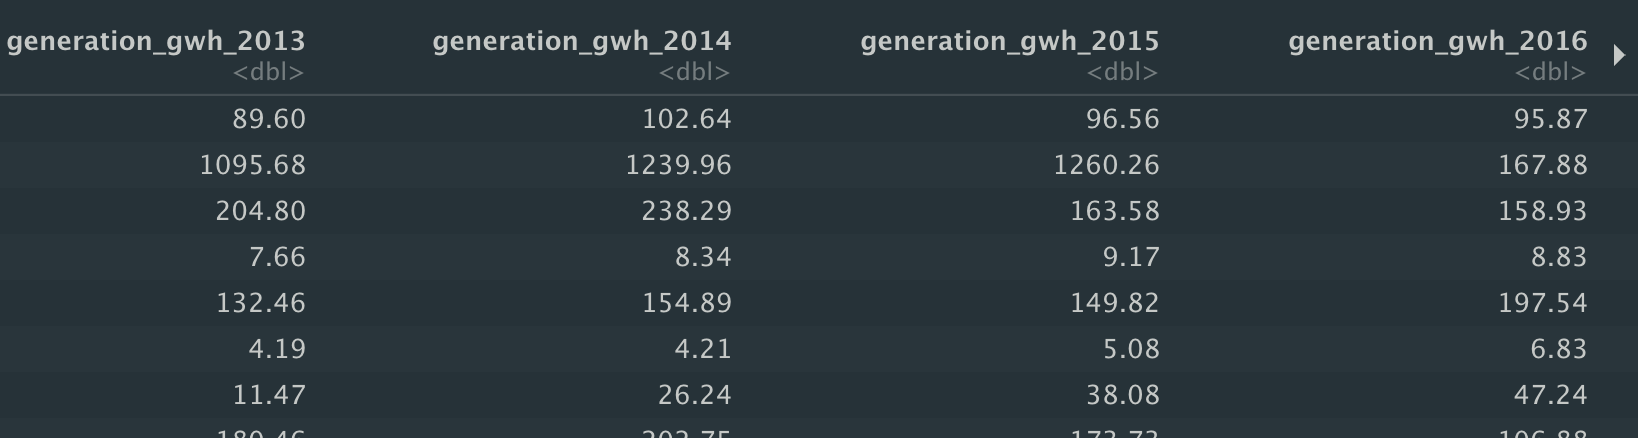 generation_gwh_2013 generation_gwh_2014 generation_gwh_2015 generation_gwh_2016
<dbl> <dbl> <dbl> <dbl>
89.60 102.64 96.56 95.87
1095.68 1239.96 1260.26 167.88
204.80 238.29 163.58 158.93
7.66 8.34 9.17 8.83
132.46 154.89 149.82 197.54
4.19 4.21 5.08 6.83
11.47 26.24 38.08 47.24